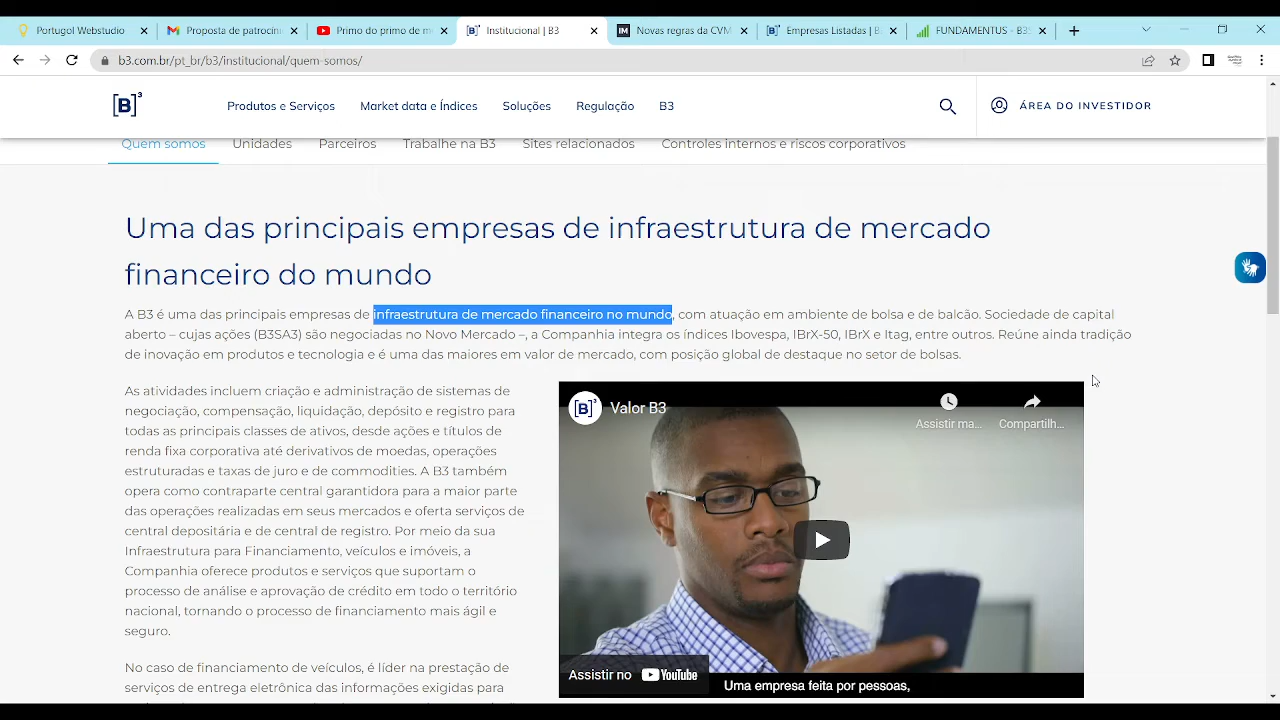 Portugol Webstudio
Proposta de patrocín
Primo do primo de m
Institucional | B3
Novas regras da CVM
Empresas Listadas | B
FUNDAMENTUS - B3S
b3.com.br/pt_br/b3/institucional/quem-somos/
[B]³
Produtos e Serviços
Market data e Índices
Soluções
Regulação
B3
ÁREA DO INVESTIDOR
Quem somos
Unidades
Parceiros
Trabalhe na B3
Sites relacionados
Controles internos e riscos corporativos
Uma das principais empresas de infraestrutura de mercado
financeiro do mundo
A B3 é uma das principais empresas de infraestrutura de mercado financeiro no mundo, com atuação em ambiente de bolsa e de balcão. Sociedade de capital
aberto – cujas ações (B3SA3) são negociadas no Novo Mercado –, a Companhia integra os índices Ibovespa, IBrX-50, IBrX e Itag, entre outros. Reúne ainda tradição
de inovação em produtos e tecnologia e é uma das maiores em valor de mercado, com posição global de destaque no setor de bolsas.
As atividades incluem criação e administração de sistemas de
negociação, compensação, liquidação, depósito e registro para
todas as principais classes de ativos, desde ações e títulos de
renda fixa corporativa até derivativos de moedas, operações
estruturadas e taxas de juro e de commodities. A B3 também
opera como contraparte central garantidora para a maior parte
das operações realizadas em seus mercados e oferta serviços de
central depositária e de central de registro. Por meio da sua
Infraestrutura para Financiamento, veículos e imóveis, a
Companhia oferece produtos e serviços que suportam o
processo de análise e aprovação de crédito em todo o território
nacional, tornando o processo de financiamento mais ágil e
seguro.
No caso de financiamento de veículos, é líder na prestação de
serviços de entrega eletrônica das informações exigidas para
[B]³
Valor B3
Assistir ma...
Compartilh...
Assistir no YouTube
Uma empresa feita por pessoas,